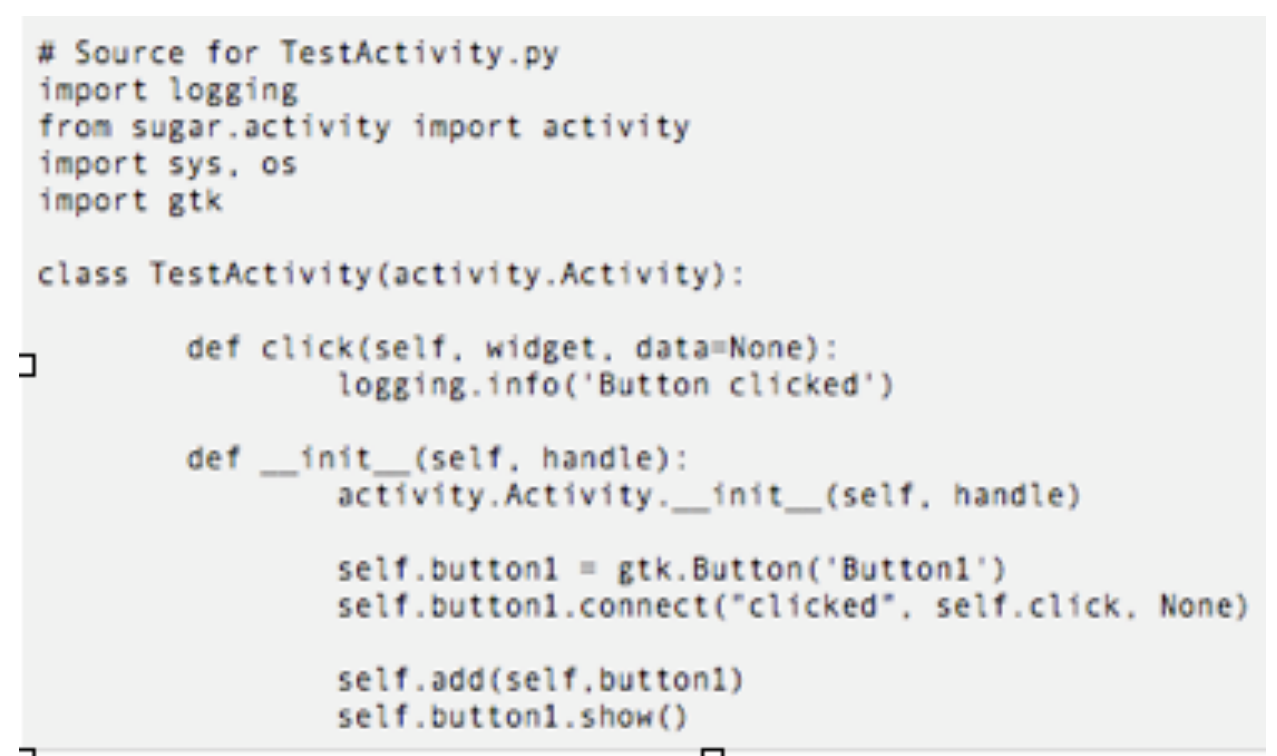 # Source for TestActivity.py
import logging
from sugar.activity import activity
import sys, os
import gtk
class TestActivity(activity.Activity):
def click(self, widget, data=None):
logging.info('Button clicked')
def __init__(self, handle):
activity.Activity.__init__(self, handle)
self.button1 = gtk.Button('Button1')
self.button1.connect("clicked", self.click, None)
self.add(self,button1)
self.button1.show()